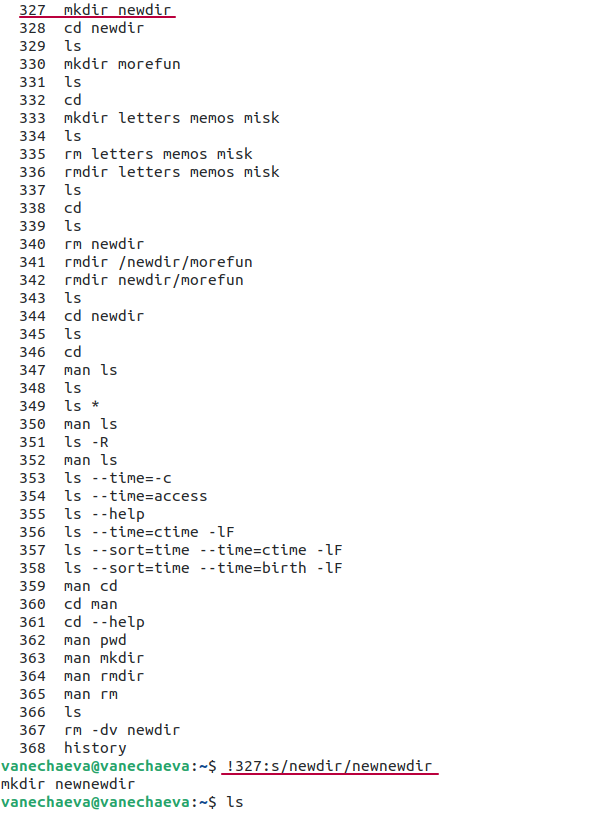 327  mkdir newdir
328  cd newdir
329  ls
330  mkdir morefun
331  ls
332  cd
333  mkdir letters memos misk
334  ls
335  rm letters memos misk
336  rmdir letters memos misk
337  ls
338  cd
339  ls
340  rm newdir
341  rmdir /newdir/morefun
342  rmdir newdir/morefun
343  ls
344  cd newdir
345  ls
346  cd
347  man ls
348  ls
349  ls *
350  man ls
351  ls -R
352  man ls
353  ls --time=-c
354  ls --time=access
355  ls --help
356  ls --time=ctime -lF
357  ls --sort=time --time=ctime -lF
358  ls --sort=time --time=birth -lF
359  man cd
360  cd man
361  cd --help
362  man pwd
363  man mkdir
364  man rmdir
365  man rm
366  ls
367  rm -dv newdir
368  history
vanechaeva@vanechaeva:~$ !327:s/newdir/newnewdir
mkdir newnewdir
vanechaeva@vanechaeva:~$ ls